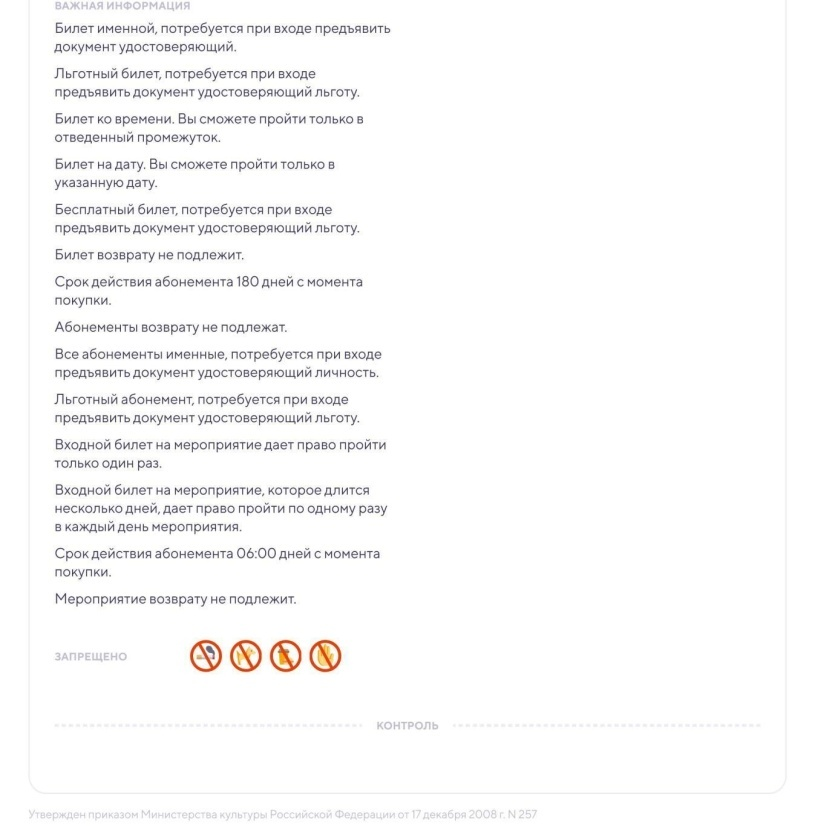 ВАЖНАЯ ИНФОРМАЦИЯ
Билет именной, потребуется при входе предъявить
документ удостоверяющий.
Льготный билет, потребуется при входе
предъявить документ удостоверяющий льготу.
Билет ко времени. Вы сможете пройти только в
отведенный промежуток.
Билет на дату. Вы сможете пройти только в
указанную дату.
Бесплатный билет, потребуется при входе
предъявить документ удостоверяющий льготу.
Билет возврату не подлежит.
Срок действия абонемента 180 дней с момента
покупки.
Абонементы возврату не подлежат.
Все абонементы именные, потребуется при входе
предъявить документ удостоверяющий личность.
Льготный абонемент, потребуется при входе
предъявить документ удостоверяющий льготу.
Входной билет на мероприятие дает право пройти
только один раз.
Входной билет на мероприятие, которое длится
несколько дней, дает право пройти по одному разу
в каждый день мероприятия.
Срок действия абонемента 06:00 дней с момента
покупки.
Мероприятие возврату не подлежит.
ЗАПРЕЩЕНО
КОНТРОЛЬ
Утвержден приказом Министерства культуры Российской Федерации от 17 декабря 2008 г. N 257